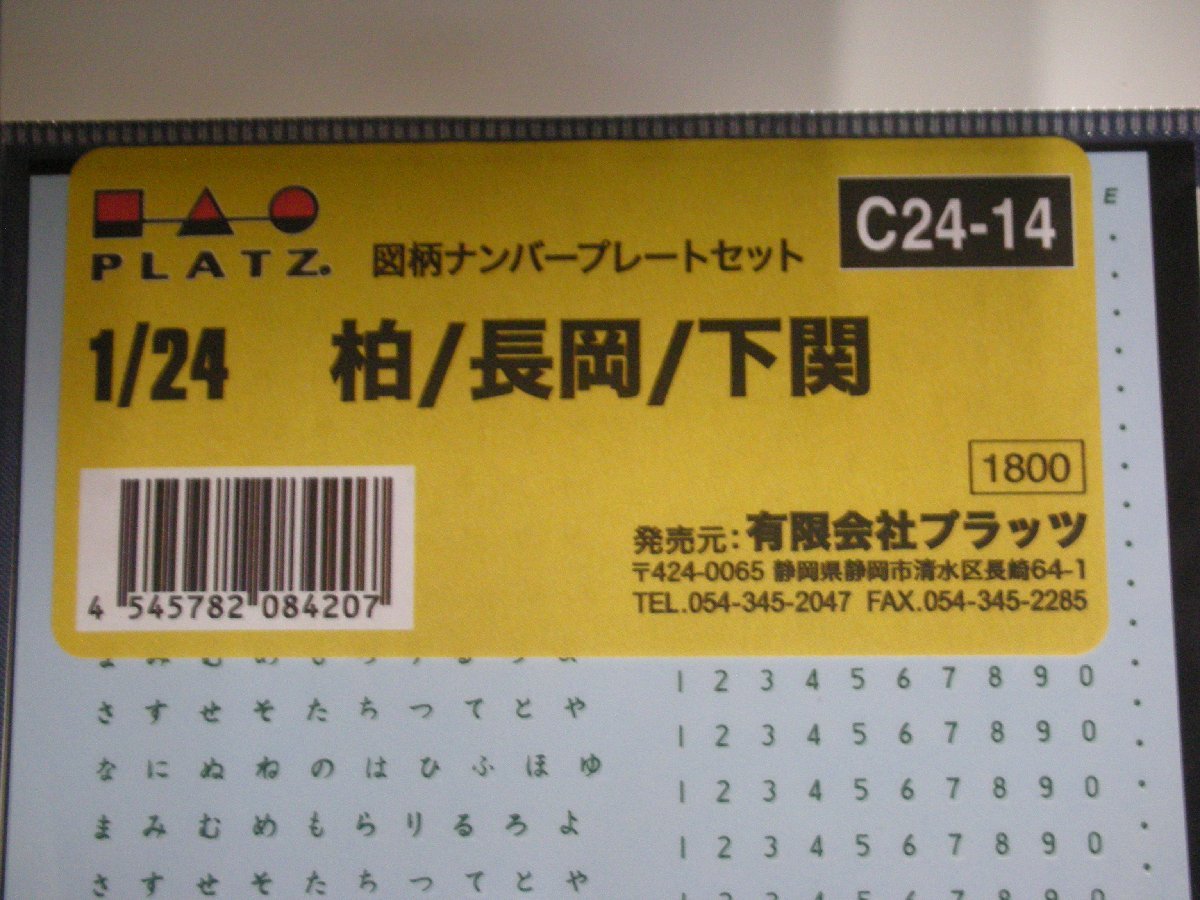 PLATZ.
図柄ナンバープレートセット
C24-14
1/24 柏/長岡/下関
1800
発売元:有限会社プラッツ
〒424-0065 静岡県静岡市清水区長崎64-1
TEL.054-345-2047 FAX.054-345-2285
4 545782 084207
E
1 2 3 4 5 6 7 8 9 0
さ す せ そ た ち つ て と や
1 2 3 4 5 6 7 8 9 0
な に ぬ ね の は ひ ふ ほ ゆ
1 2 3 4 5 6 7 8 9 0
ま み む め も ら り る ろ よ
1 2 3 4 5 6 7 8 9 0
さ す せ そ た ち つ て と や